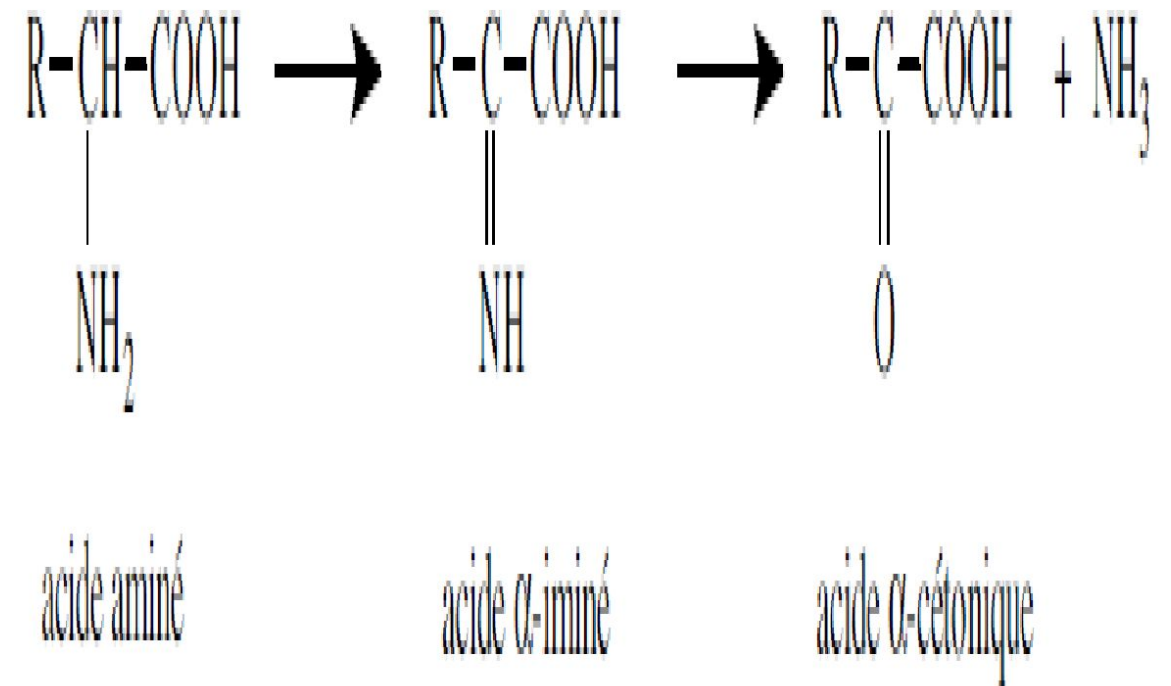 R-CH-COOH → R-C-COOH → R-C-COOH + NH₃
NH₂ NH O
acide aminé acide α-iminé acide α-cétonique